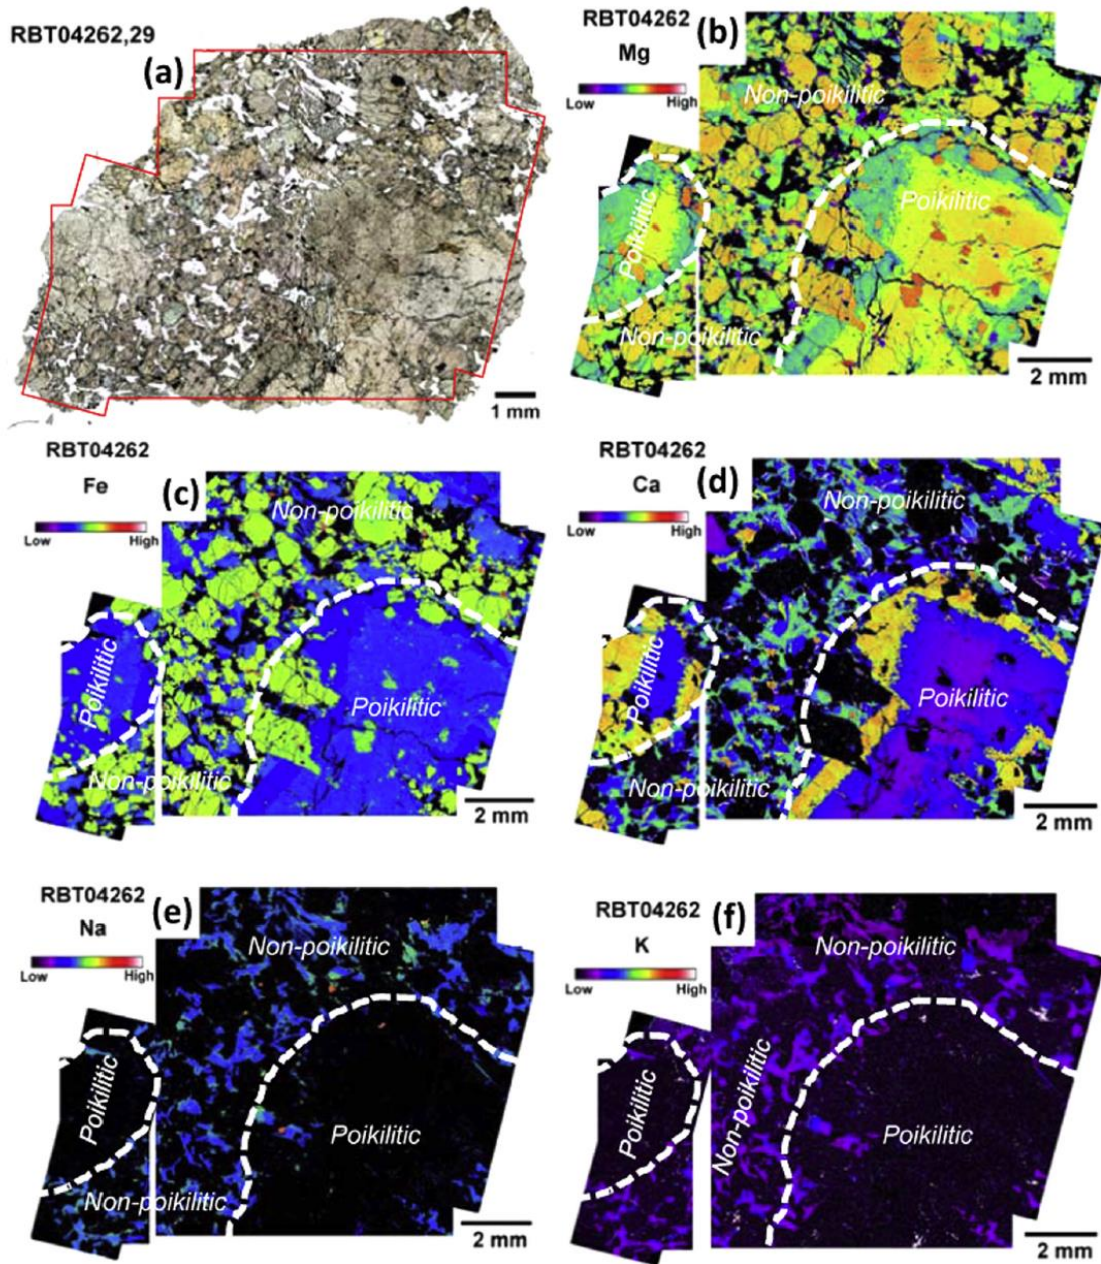 RBT04262,29
(a)
1 mm
RBT04262
Mg
(b)
Low High
Non-poikilitic
Poikilitic
Poikilitic
Non-poikilitic
2 mm
RBT04262
Fe
(c)
Low High
Non-poikilitic
Poikilitic
Poikilitic
Non-poikilitic
2 mm
RBT04262
Ca
(d)
Low High
Non-poikilitic
Poikilitic
Poikilitic
Non-poikilitic
2 mm
RBT04262
Na
(e)
Low High
Non-poikilitic
Poikilitic
Poikilitic
Non-poikilitic
2 mm
RBT04262
K
(f)
Low High
Non-poikilitic
Non-poikilitic
Poikilitic
Poikilitic
2 mm